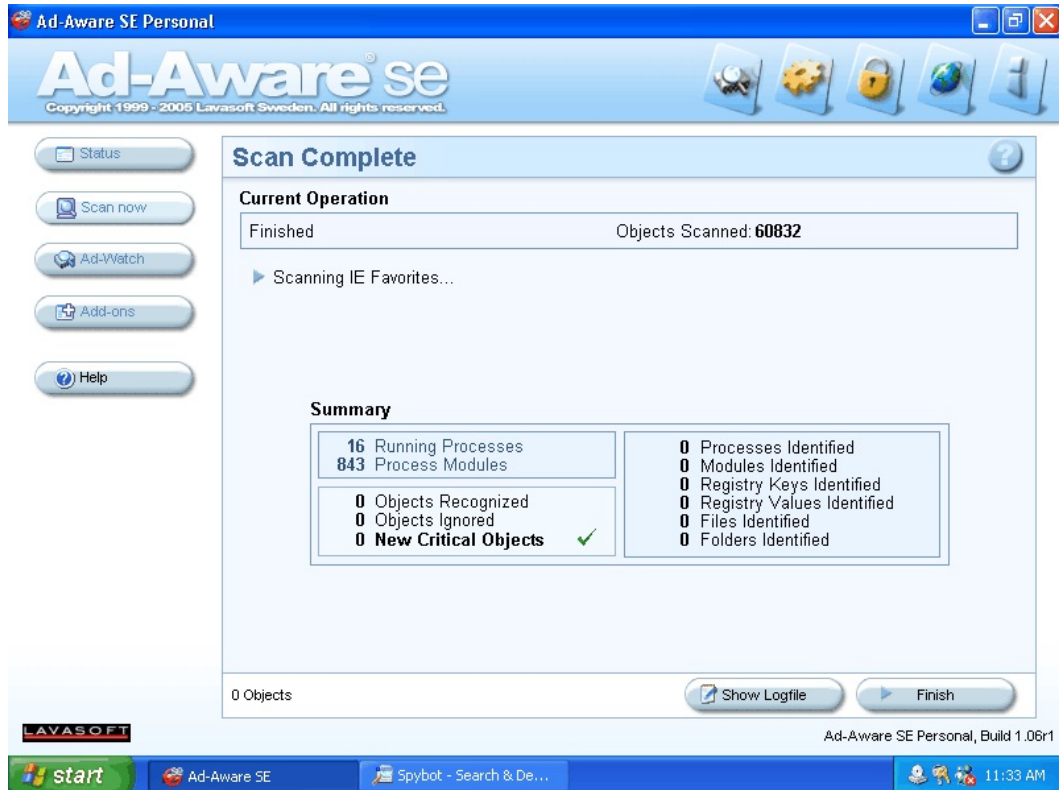 Ad-Aware SE Personal
Ad-Aware SE
Copyright 1999 - 2005 Lavasoft Sweden. All rights reserved.
Status
Scan now
Ad-Watch
Add-ons
Help
Scan Complete
Current Operation
Finished Objects Scanned: 60832
Scanning IE Favorites...
Summary
16 Running Processes
843 Process Modules
0 Objects Recognized
0 Objects Ignored
0 New Critical Objects
0 Processes Identified
0 Modules Identified
0 Registry Keys Identified
0 Registry Values Identified
0 Files Identified
0 Folders Identified
0 Objects
Show Logfile
Finish
LAVASOFT
Ad-Aware SE Personal, Build 1.06r1
start
Ad-Aware SE
Spybot - Search & De...
11:33 AM